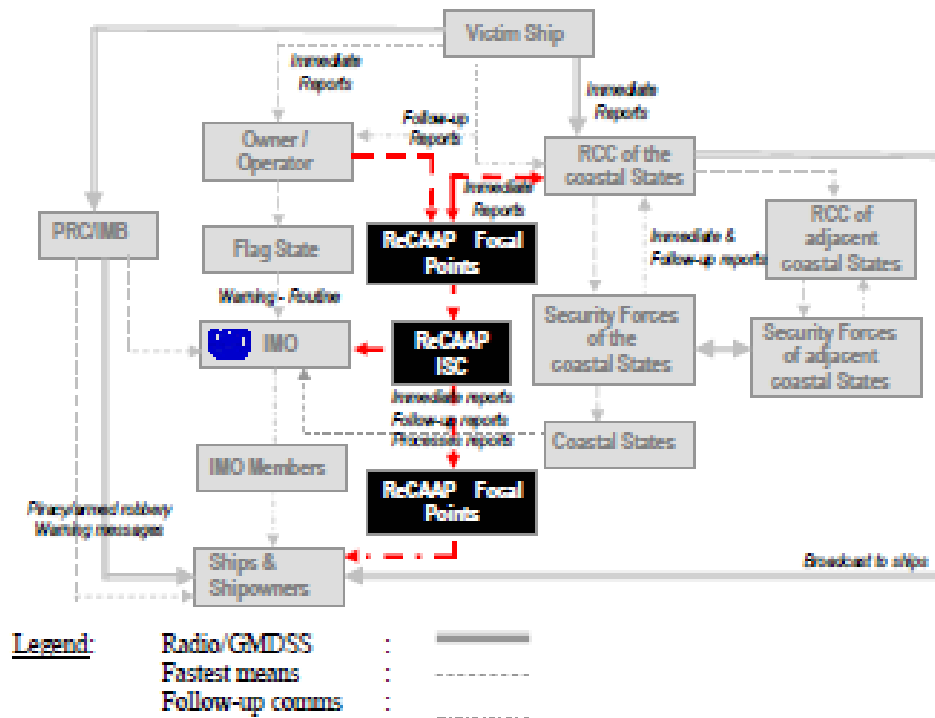 Victim Ship
Immediate
Reports
Immediate
Reports
Follow-up
Reports
Owner /
Operator
RCC of the
coastal States
Immediate
Reports
PRC/IMB
Flag State
ReCAAP Focal
Points
Immediate &
Follow-up reports
RCC of
adjacent
coastal States
Warning - Routine
IMO
ReCAAP
ISC
Security Forces
of the
coastal States
Security Forces
of adjacent
coastal States
Immediate reports
Follow-up reports
Processes reports
Coastal States
IMO Members
ReCAAP Focal
Points
Piracy/armed robbery
Warning messages
Ships &
Shipowners
Broadcast to ships
Legend:
Radio/GMDSS :
Fastest means :
Follow-up comms :